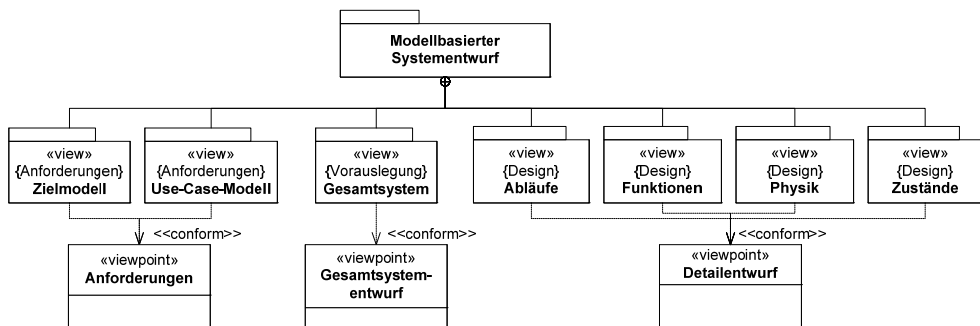 Modellbasierter
Systementwurf
«view»
{Anforderungen}
Zielmodell
«view»
{Anforderungen}
Use-Case-Modell
«view»
{Vorauslegung}
Gesamtsystem
«view»
{Design}
Abläufe
«view»
{Design}
Funktionen
«view»
{Design}
Physik
«view»
{Design}
Zustände
<<conform>>
<<conform>>
<<conform>>
«viewpoint»
Anforderungen
«viewpoint»
Gesamtsystem-
entwurf
«viewpoint»
Detailentwurf